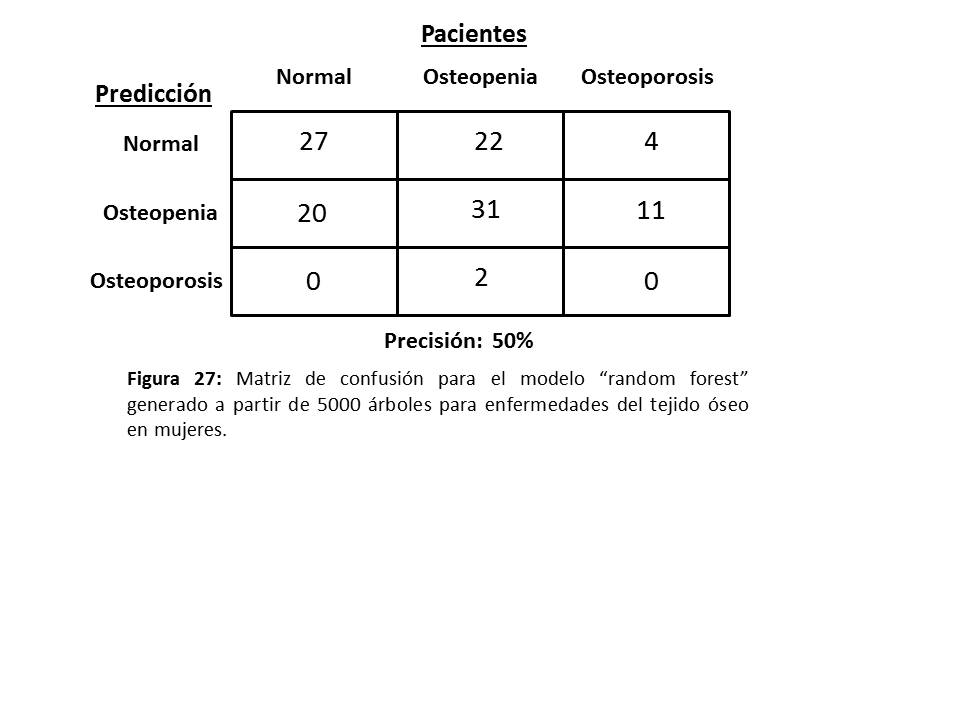 Pacientes
Normal Osteopenia Osteoporosis
Predicción
Normal 27 22 4
Osteopenia 20 31 11
Osteoporosis 0 2 0
Precisión: 50%
Figura 27: Matriz de confusión para el modelo “random forest”
generado a partir de 5000 árboles para enfermedades del tejido óseo
en mujeres.